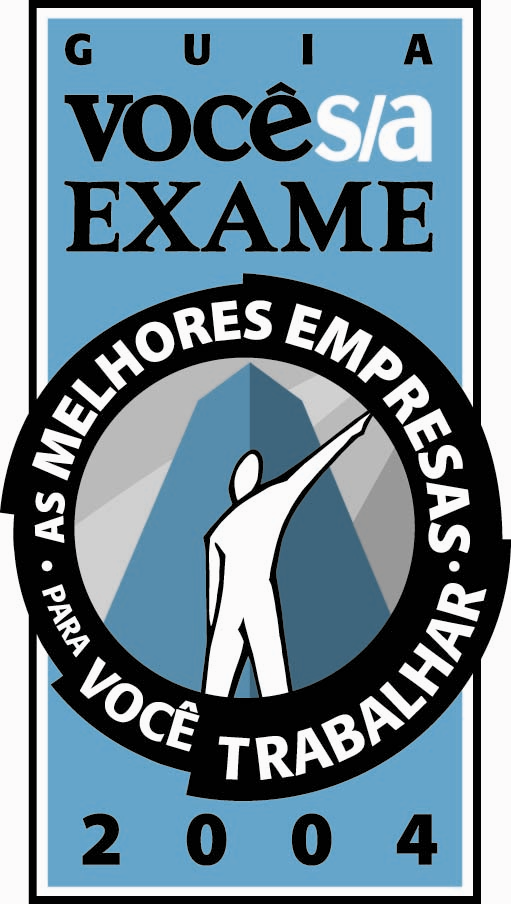 GUIA
VOCÊ s/a
EXAME
AS MELHORES EMPRESAS
• PARA VOCÊ TRABALHAR •
2004